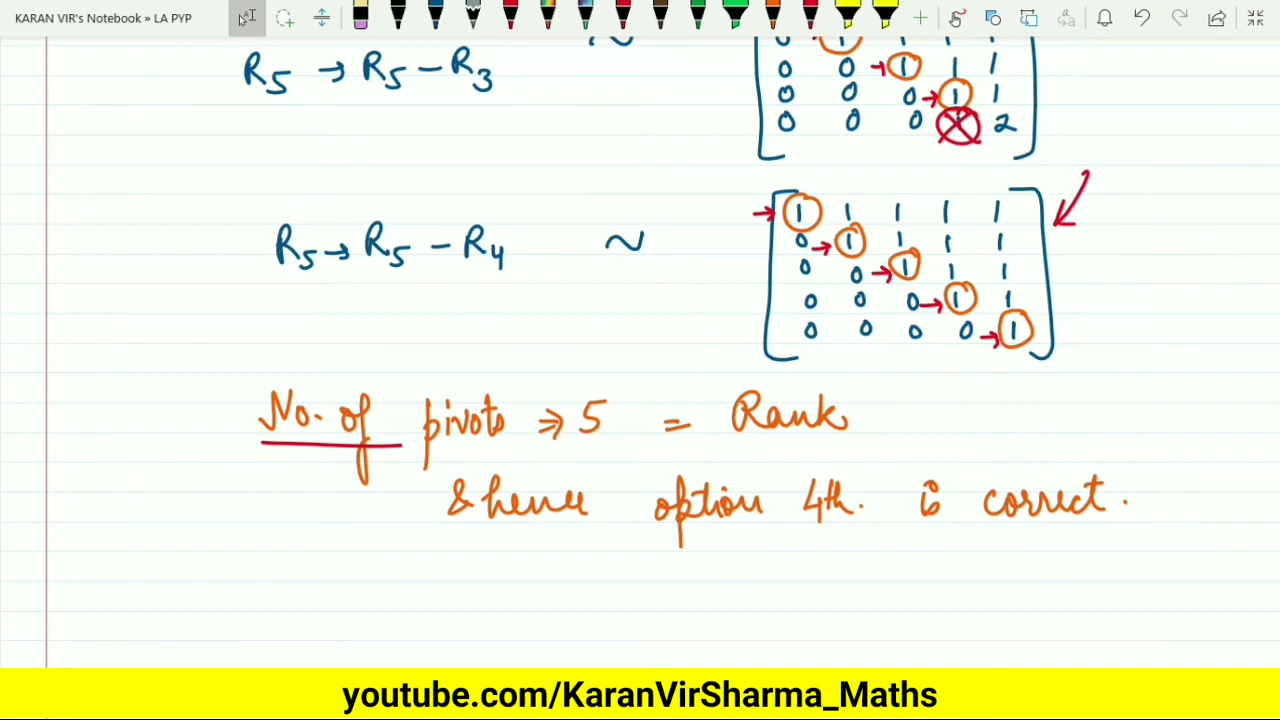 KARAN VIR's Notebook » LA PYP
R5 → R5 - R3 ~
0 1 1 1 1
0 0 → 1 1 1
0 0 0 → 1 1
0 0 0 1 2
R5 → R5 - R4 ~
→ 1 1 1 1 1
0 → 1 1 1 1
0 0 → 1 1 1
0 0 0 → 1 1
0 0 0 0 → 1
No. of pivots ⇒ 5 = Rank
& hence option 4th. is correct.
youtube.com/KaranVirSharma_Maths